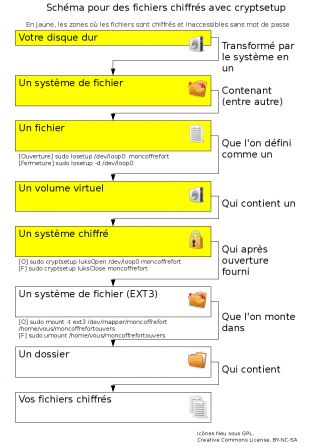 Schéma pour des fichiers chiffrés avec cryptsetup
En jaune, les zones où les fichiers sont chiffrés et inaccessibles sans mot de passe
Votre disque dur
Transformé par
le système en
un
Un système de fichier
Contenant
(entre autre)
Un fichier
Que l'on défini
comme un
[Ouverture] sudo losetup /dev/loop0 moncoffrefort
[Fermeture] sudo losetup -d /dev/loop0
Un volume virtuel
Qui contient un
Un système chiffré
Qui après
ouverture
fourni
[O] sudo cryptsetup luksOpen /dev/loop0 moncoffrefort
[F] sudo cryptsetup luksClose moncoffrefort
Un système de fichier (EXT3)
Que l'on monte
dans
[O] sudo mount -t ext3 /dev/mapper/moncoffrefort
/home/vous/moncoffrefortouvers
[F] sudo umount /home/vous/moncoffrefortouvers
Un dossier
Qui contient
Vos fichiers chiffrés
Icônes Neu sous GPL.
Creative Commons License, BY-NC-SA